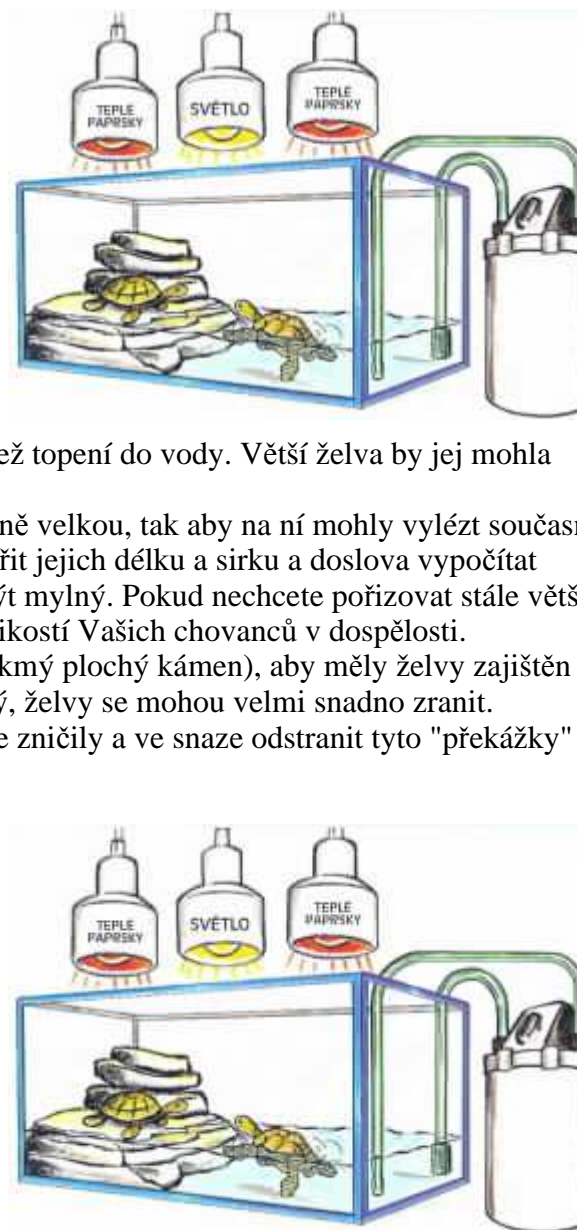 TEPLÉ SVĚTLO TEPLÉ
PAPRSKY PAPRSKY
ež topení do vody. Větší želva by jej mohla
ně velkou, tak aby na ní mohly vylézt současn
řit jejich délku a sirku a doslova vypočítat
ýt mylný. Pokud nechcete pořizovat stále větš
ikostí Vašich chovanců v dospělosti.
kmý plochý kámen), aby měly želvy zajištěn
ý, želvy se mohou velmi snadno zranit.
e zničily a ve snaze odstranit tyto "překážky"
TEPLÉ SVĚTLO TEPLÉ
PAPRSKY PAPRSKY